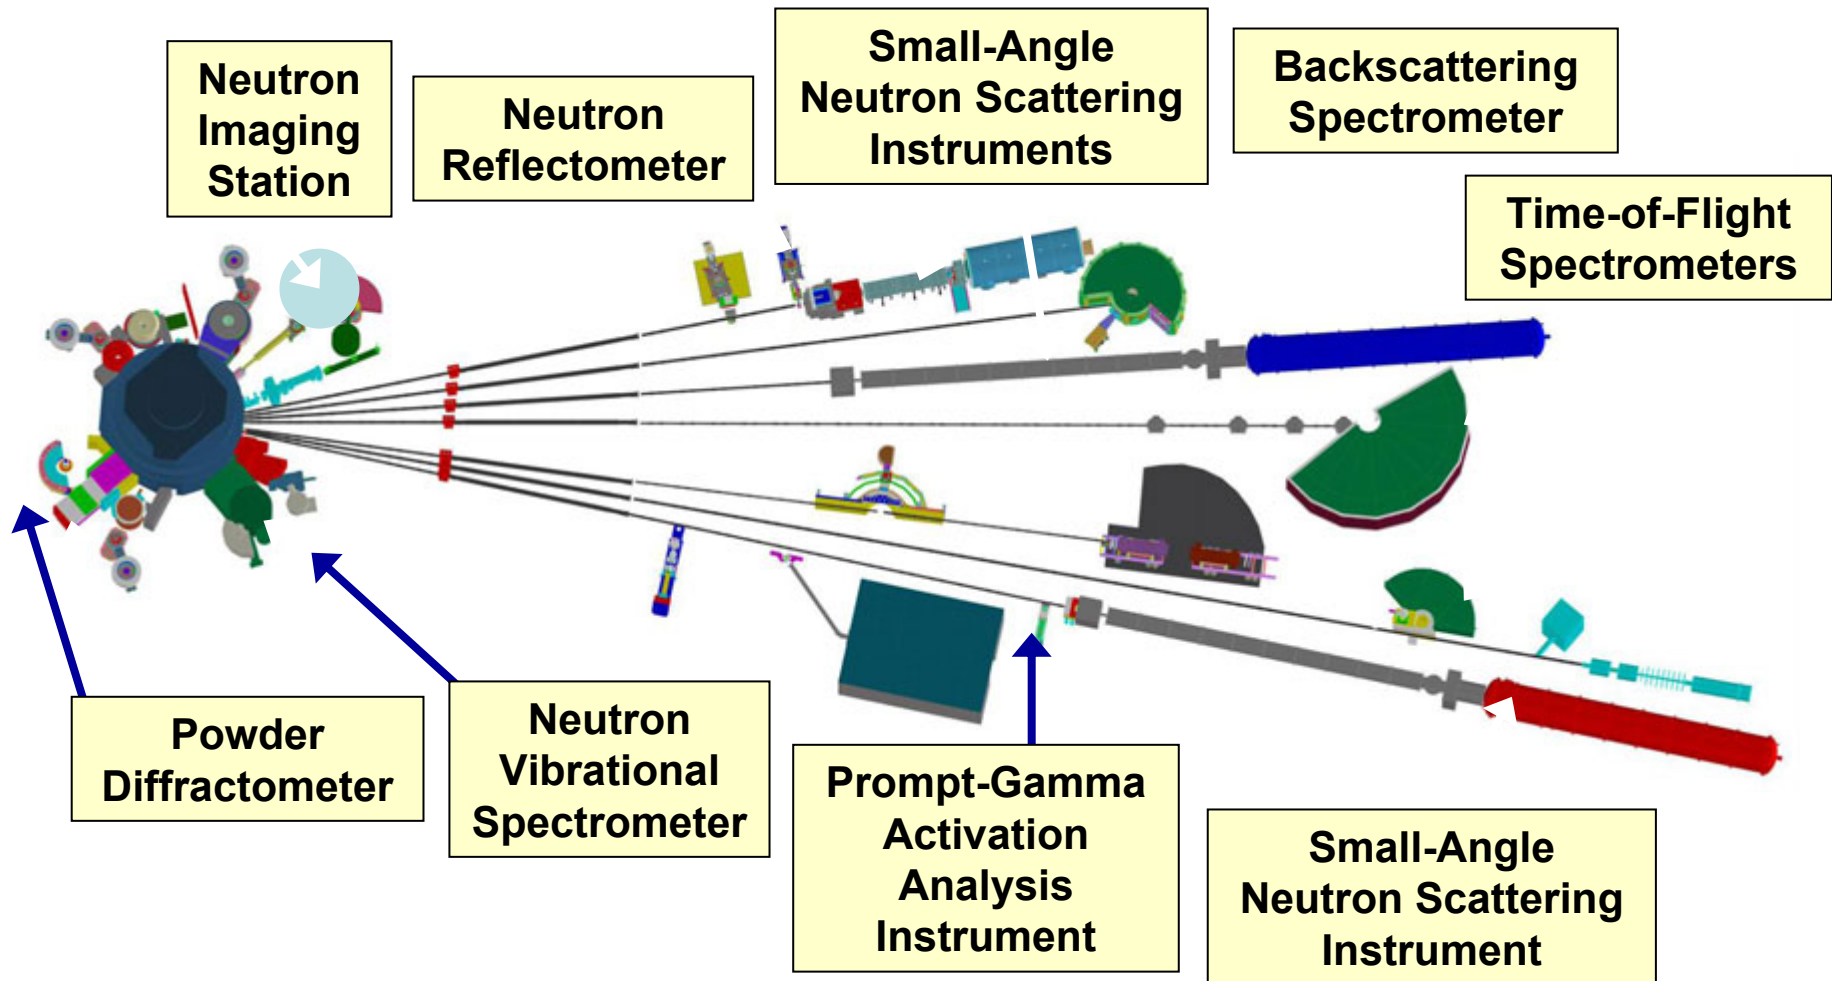 Neutron
Imaging
Station
Neutron
Reflectometer
Small-Angle
Neutron Scattering
Instruments
Backscattering
Spectrometer
Time-of-Flight
Spectrometers
Powder
Diffractometer
Neutron
Vibrational
Spectrometer
Prompt-Gamma
Activation
Analysis
Instrument
Small-Angle
Neutron Scattering
Instrument